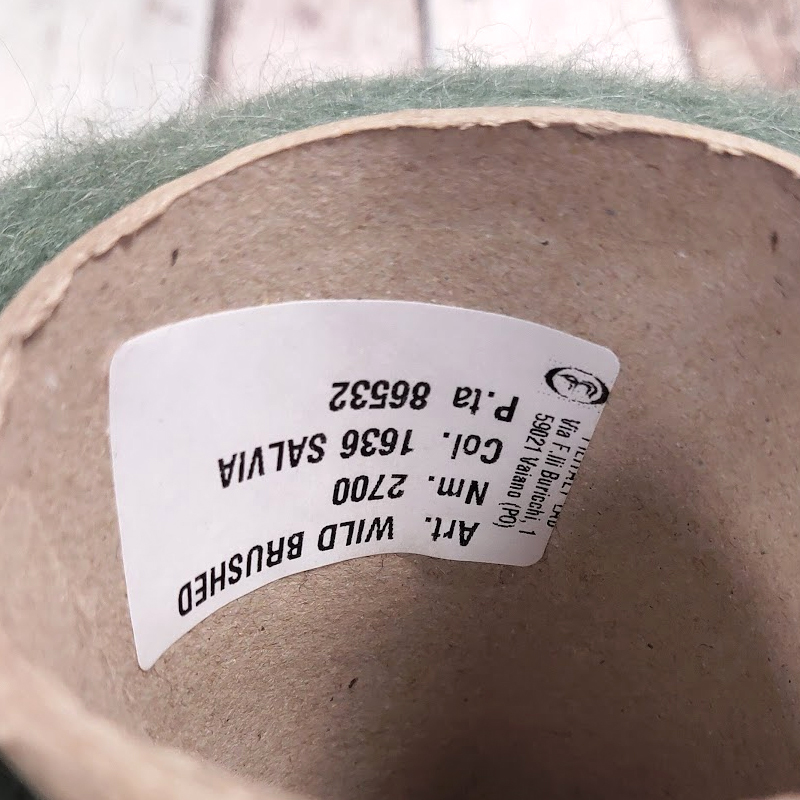 Art. WILD BRUSHED
Nm. 2700
Col. 1636 SALVIA
P.ta 86532
Via F.lli Buricchi, 1
59021 Vaiano (PO)